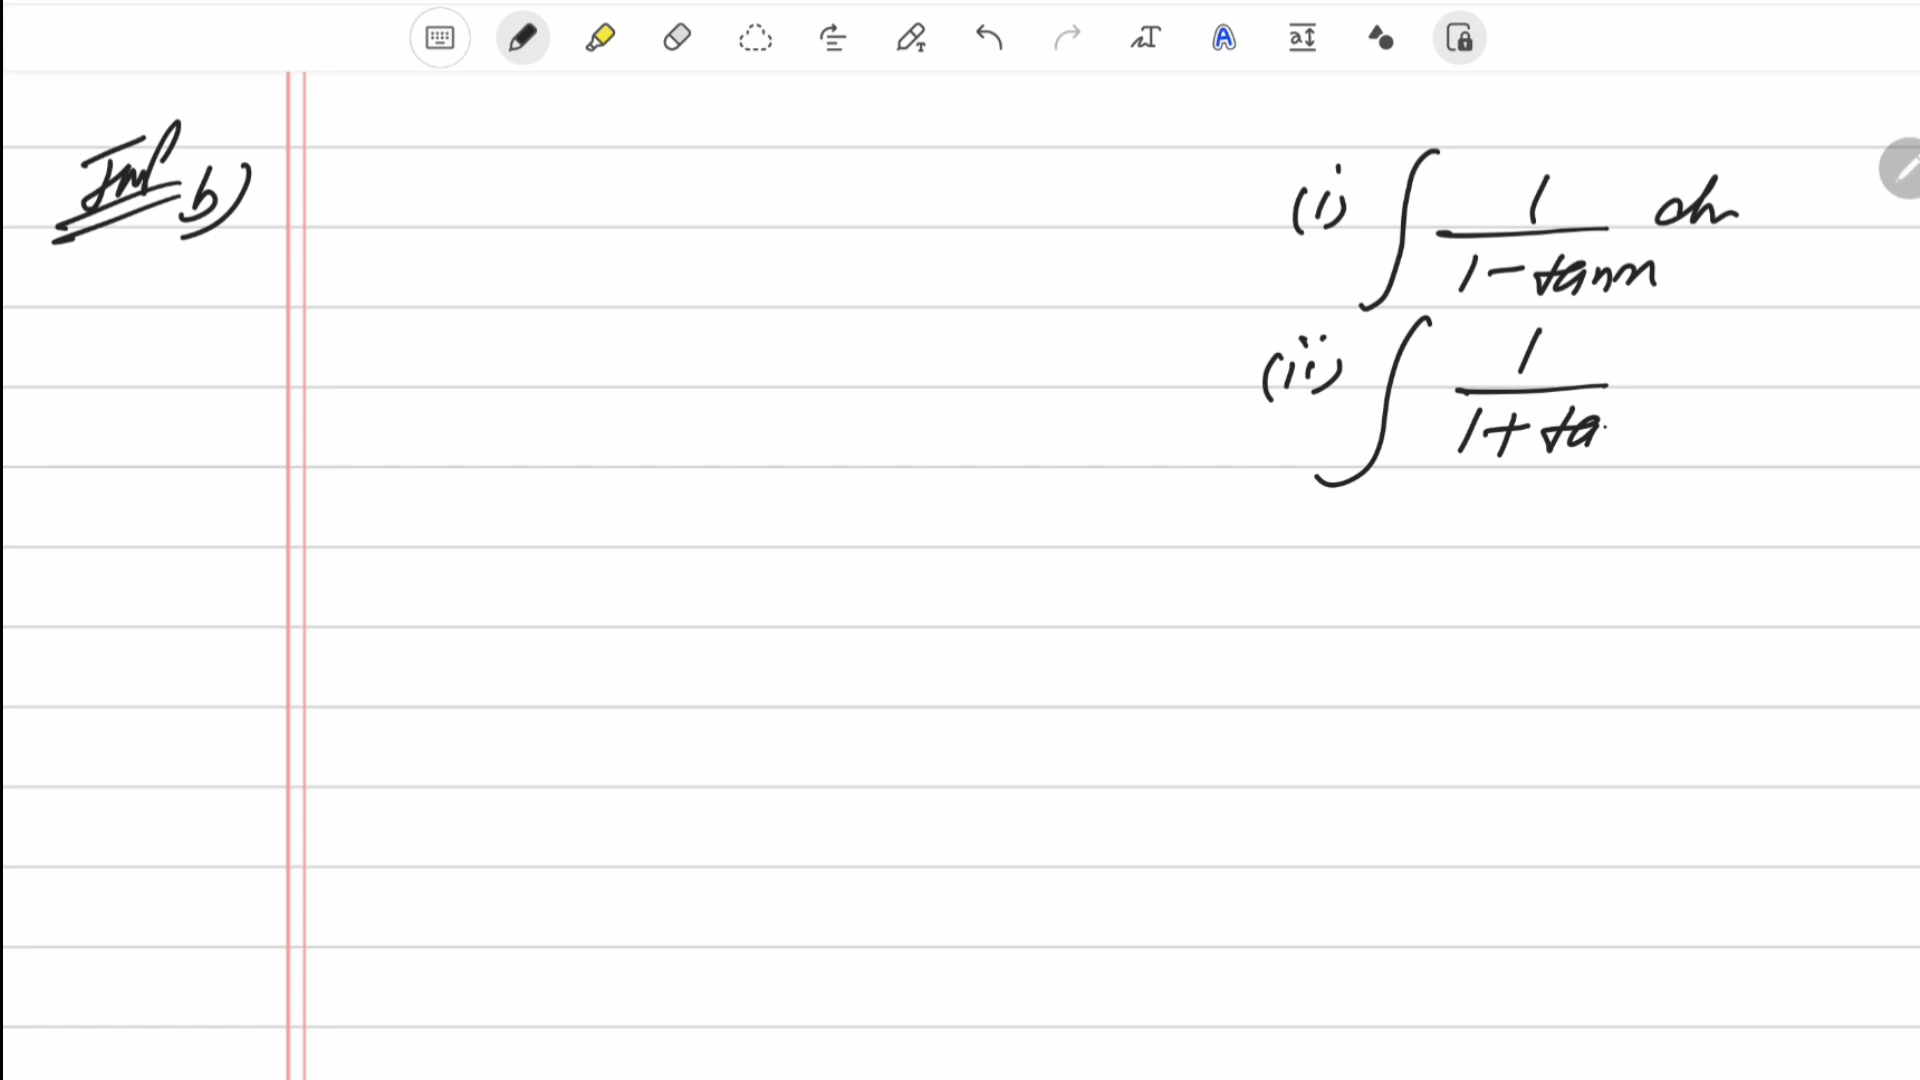 Imp b)
(i) ∫ 1/(1 - tanx) dx
(ii) ∫ 1/(1 + ta